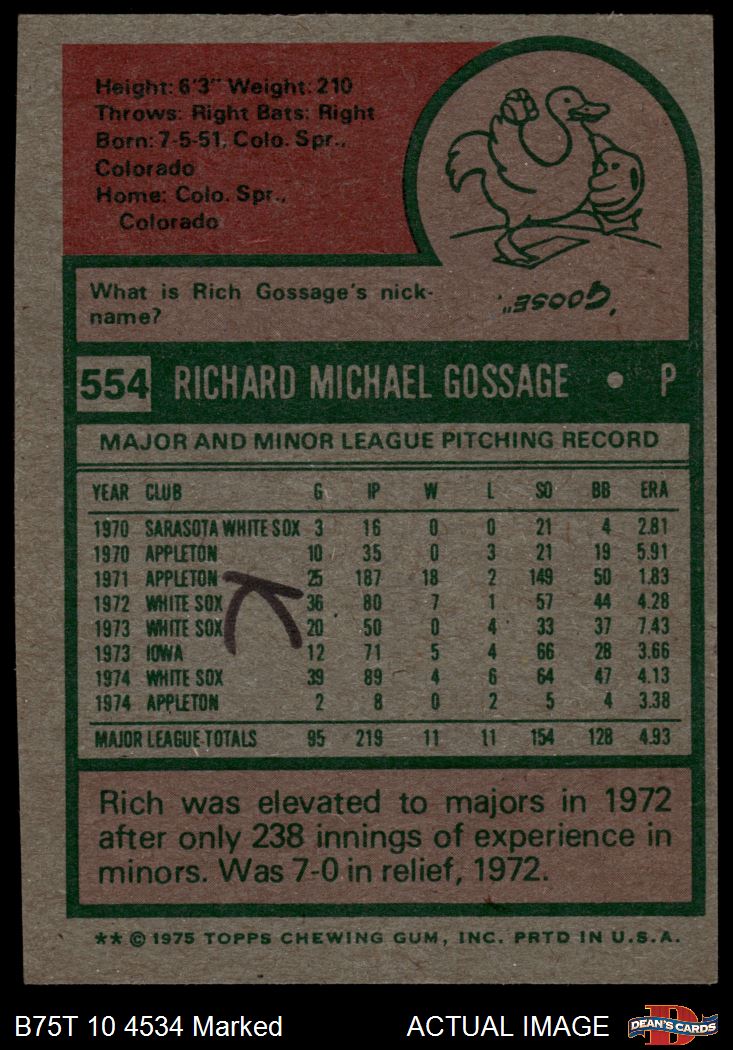 Height: 6'3" Weight: 210
Throws: Right Bats: Right
Born: 7-5-51, Colo. Spr.,
Colorado
Home: Colo. Spr.,
Colorado
What is Rich Gossage's nick-
name?
"GOOSE"
554 RICHARD MICHAEL GOSSAGE • P
MAJOR AND MINOR LEAGUE PITCHING RECORD
YEAR CLUB G IP W L SO BB ERA
1970 SARASOTA WHITE SOX 3 16 0 0 21 4 2.81
1970 APPLETON 10 35 0 3 21 19 5.91
1971 APPLETON 25 187 18 2 149 50 1.83
1972 WHITE SOX 36 80 7 1 57 44 4.28
1973 WHITE SOX 20 50 0 4 33 37 7.43
1973 IOWA 12 71 5 4 66 28 3.66
1974 WHITE SOX 39 89 4 6 64 47 4.13
1974 APPLETON 2 8 0 2 5 4 3.38
MAJOR LEAGUE TOTALS 95 219 11 11 154 128 4.93
Rich was elevated to majors in 1972
after only 238 innings of experience in
minors. Was 7-0 in relief, 1972.
** © 1975 TOPPS CHEWING GUM, INC. PRTD IN U.S.A.
B75T 10 4534 Marked ACTUAL IMAGE
DEAN'S CARDS